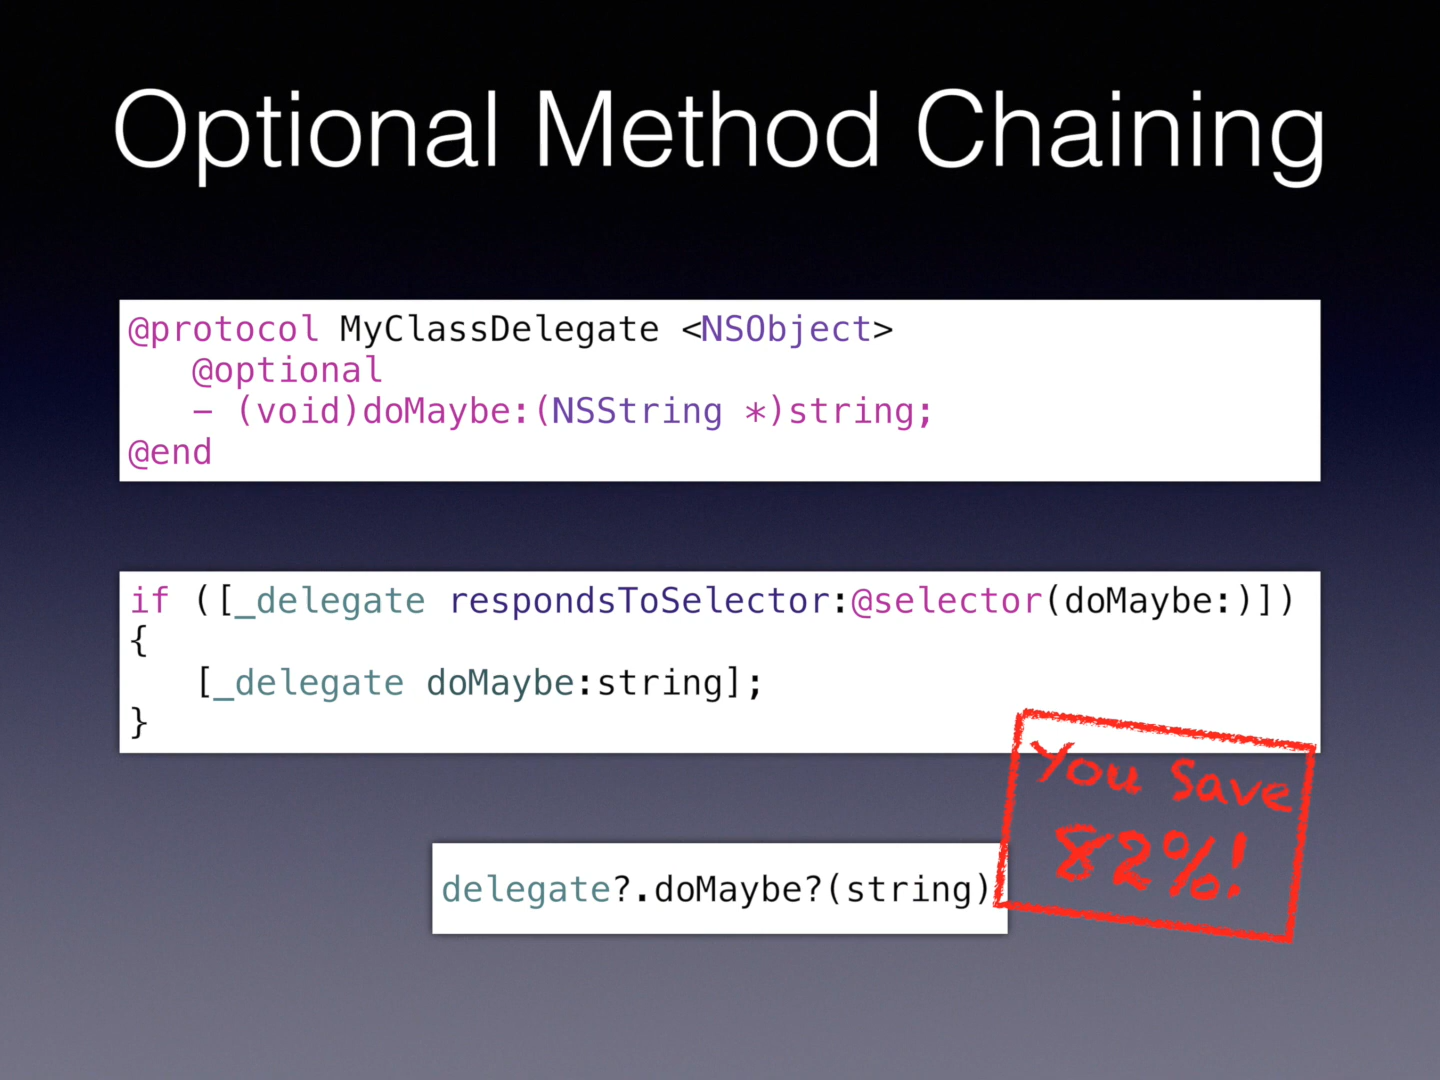 Optional Method Chaining
@protocol MyClassDelegate <NSObject>
@optional
- (void)doMaybe:(NSString *)string;
@end
if ([_delegate respondsToSelector:@selector(doMaybe:)])
{
[_delegate doMaybe:string];
}
You Save
82%!
delegate?.doMaybe?(string)